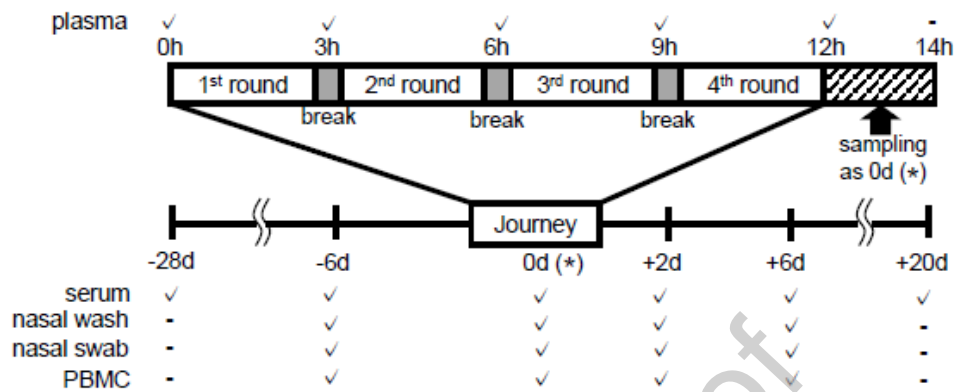 plasma ✓ ✓ ✓ ✓ ✓ -
0h 3h 6h 9h 12h 14h
1st round 2nd round 3rd round 4th round
break break break
sampling
as 0d (*)
Journey
-28d -6d 0d (*) +2d +6d +20d
serum ✓ ✓ ✓ ✓ ✓ ✓
nasal wash - ✓ ✓ ✓ ✓ -
nasal swab - ✓ ✓ ✓ ✓ -
PBMC - ✓ ✓ ✓ ✓ -
of